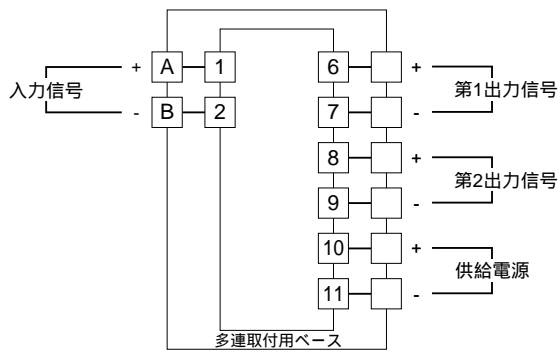 + A 1 6 +
入力信号 第1出力信号
- B 2 7 -
8 +
第2出力信号
9 -
10 +
供給電源
11 -
多連取付用ベース